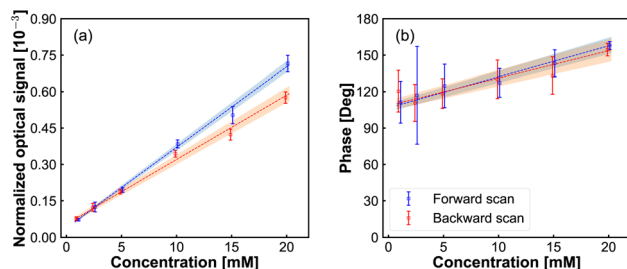 (a)
Normalized optical signal [10⁻³]
0.90
0.75
0.60
0.45
0.30
0.15
0.00
0 5 10 15 20
Concentration [mM]
(b)
Phase [Deg]
180
150
120
90
60
30
0
Forward scan
Backward scan
0 5 10 15 20
Concentration [mM]